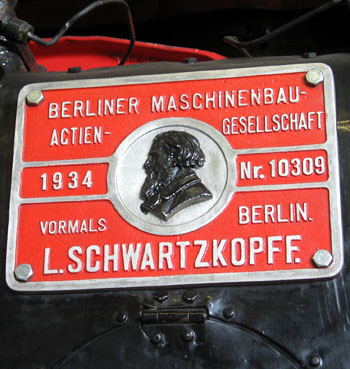 BERLINER MASCHINENBAU-
ACTIEN- GESELLSCHAFT
1934 Nr. 10309
VORMALS BERLIN.
L. SCHWARTZKOPFF.